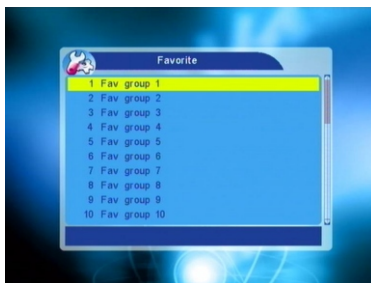 Favorite
1 Fav group 1
2 Fav group 2
3 Fav group 3
4 Fav group 4
5 Fav group 5
6 Fav group 6
7 Fav group 7
8 Fav group 8
9 Fav group 9
10 Fav group 10